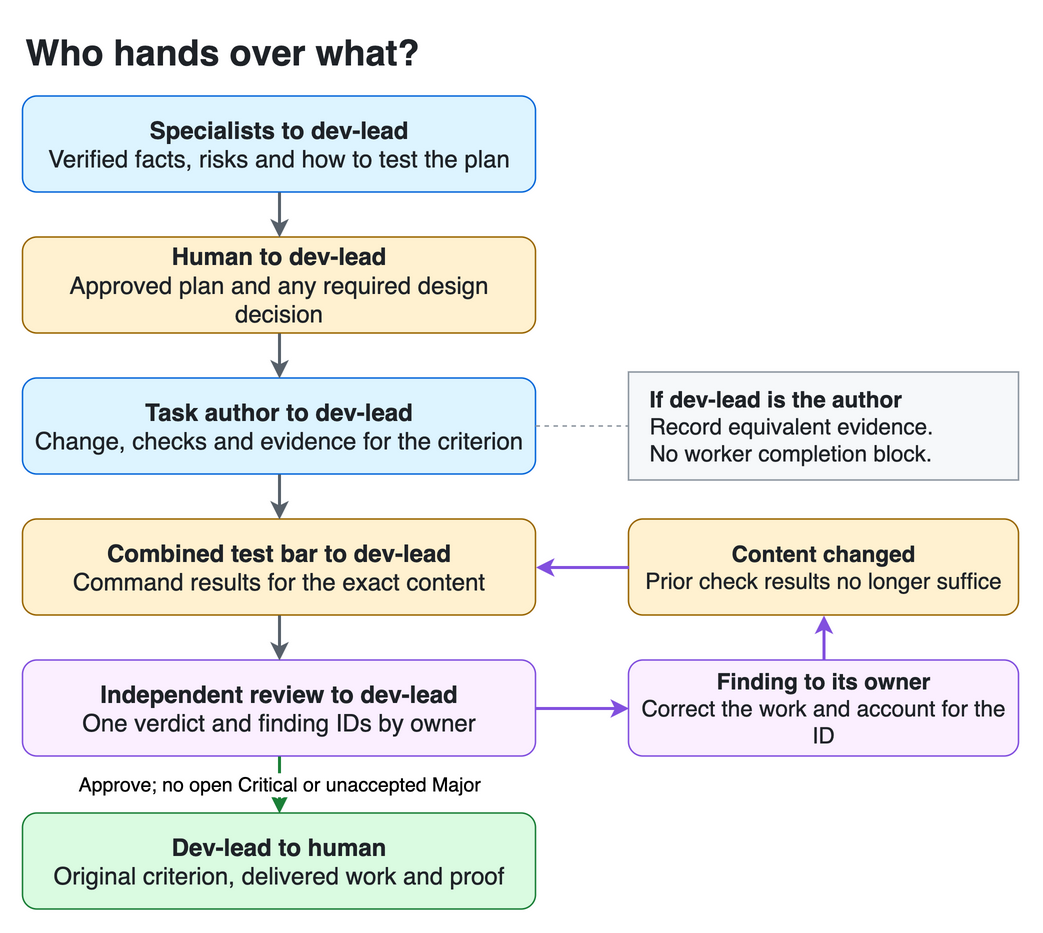 Who hands over what?
Specialists to dev-lead
Verified facts, risks and how to test the plan
Human to dev-lead
Approved plan and any required design
decision
Task author to dev-lead
Change, checks and evidence for the criterion
If dev-lead is the author
Record equivalent evidence.
No worker completion block.
Combined test bar to dev-lead
Command results for the exact content
Content changed
Prior check results no longer suffice
Independent review to dev-lead
One verdict and finding IDs by owner
Finding to its owner
Correct the work and account for the
ID
Approve; no open Critical or unaccepted Major
Dev-lead to human
Original criterion, delivered work and proof